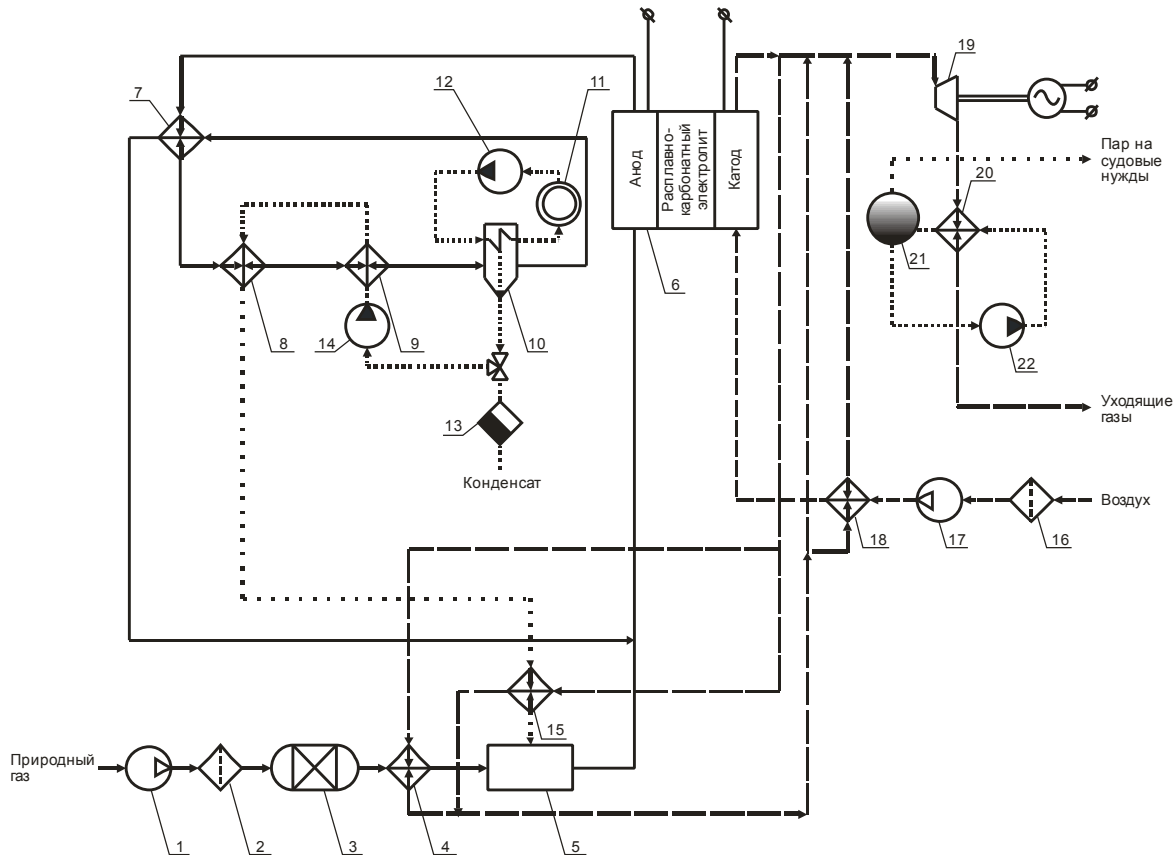 19
7
12
11
Анод
Расплавно-
карбонатный
электролит
Катод
Пар на
судовые
нужды
20
21
6
8
14
9
10
22
13
Уходящие
газы
Конденсат
Воздух
18
17
16
15
Природный
газ
1
2
3
4
5